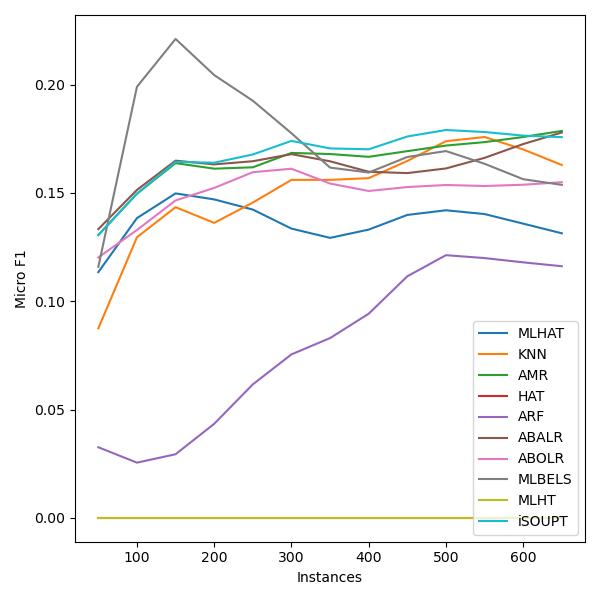 0.20
0.15
0.10
0.05
0.00
Micro F1
100 200 300 400 500 600
Instances
MLHAT
KNN
AMR
HAT
ARF
ABALR
ABOLR
MLBELS
MLHT
iSOUPT